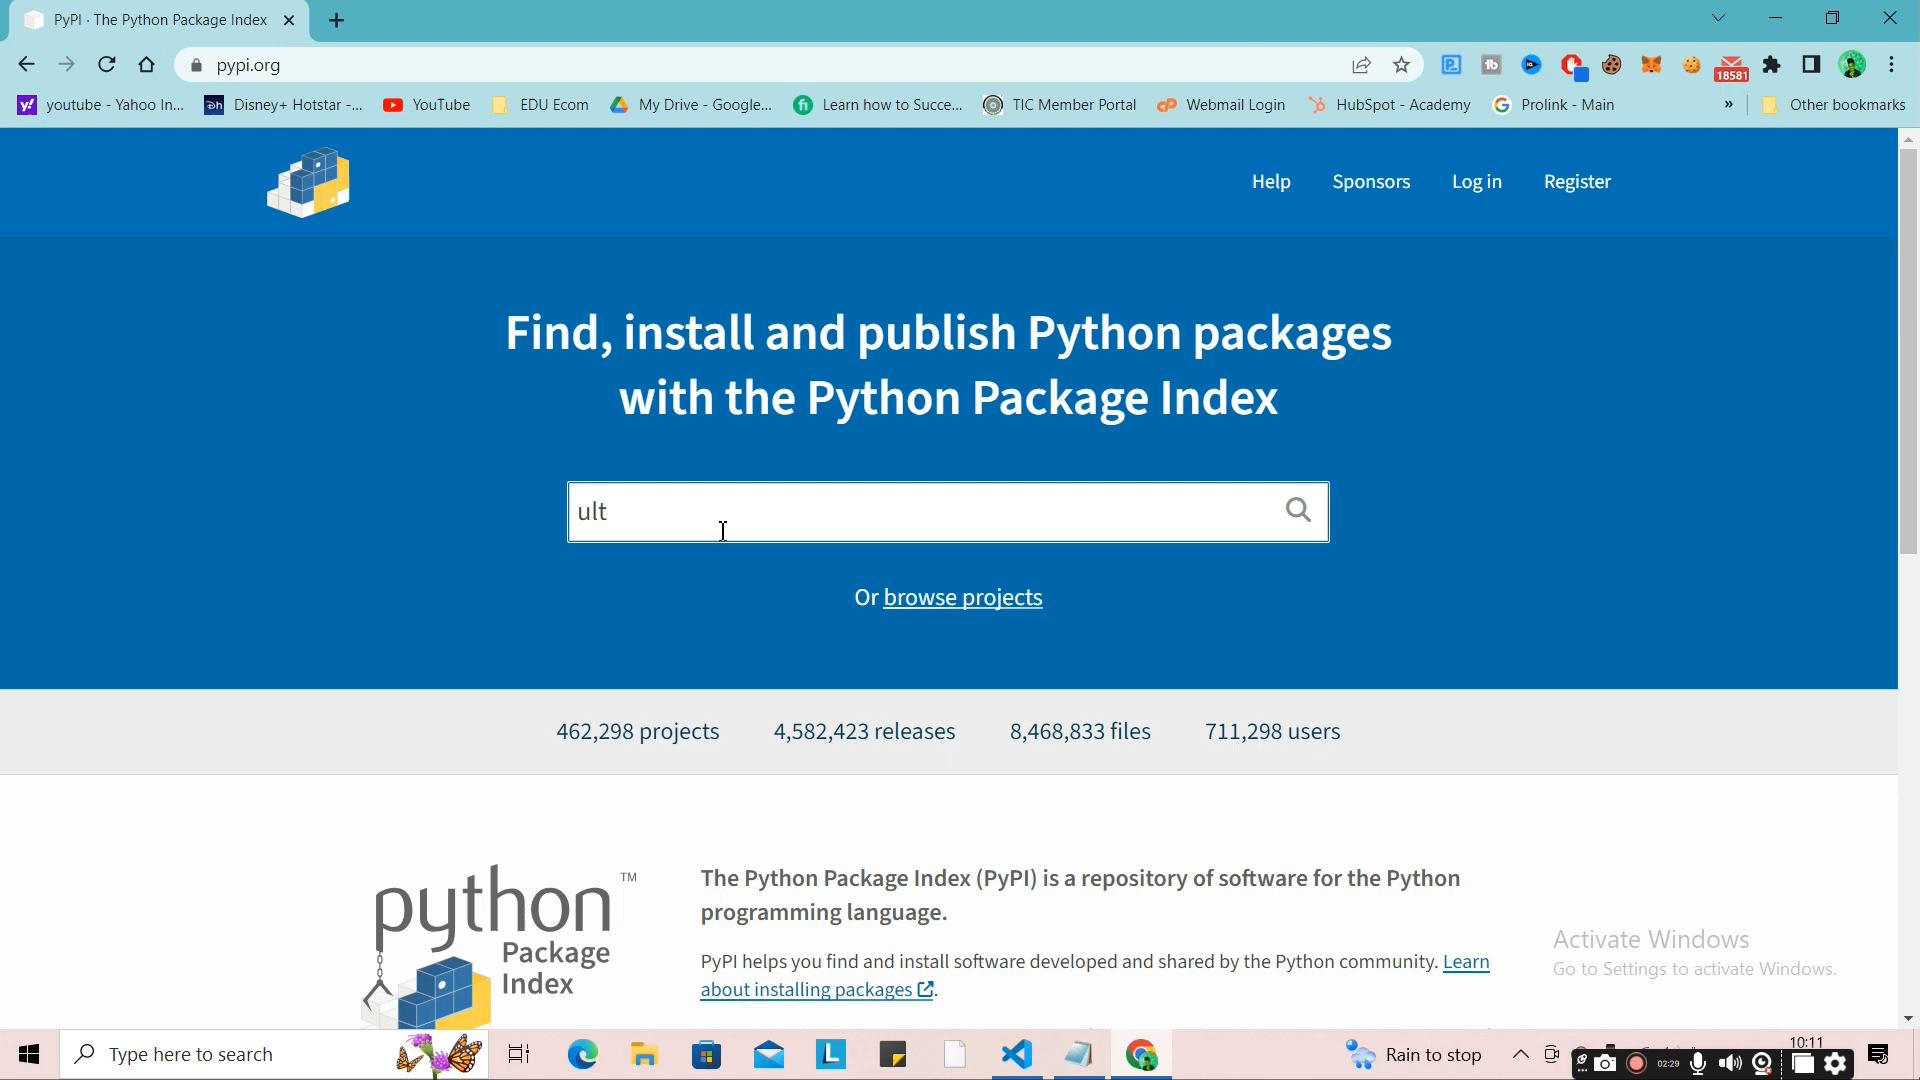 PyPI · The Python Package Index
pypi.org
18581
youtube - Yahoo In...
Disney+ Hotstar -...
YouTube
EDU Ecom
My Drive - Google...
Learn how to Succe...
TIC Member Portal
Webmail Login
HubSpot - Academy
Prolink - Main
»
Other bookmarks
Help
Sponsors
Log in
Register
Find, install and publish Python packages
with the Python Package Index
ult
Or browse projects
462,298 projects
4,582,423 releases
8,468,833 files
711,298 users
python™
Package
Index
The Python Package Index (PyPI) is a repository of software for the Python
programming language.
PyPI helps you find and install software developed and shared by the Python community. Learn
about installing packages.
Activate Windows
Go to Settings to activate Windows.
Type here to search
Rain to stop
10:11
02:29